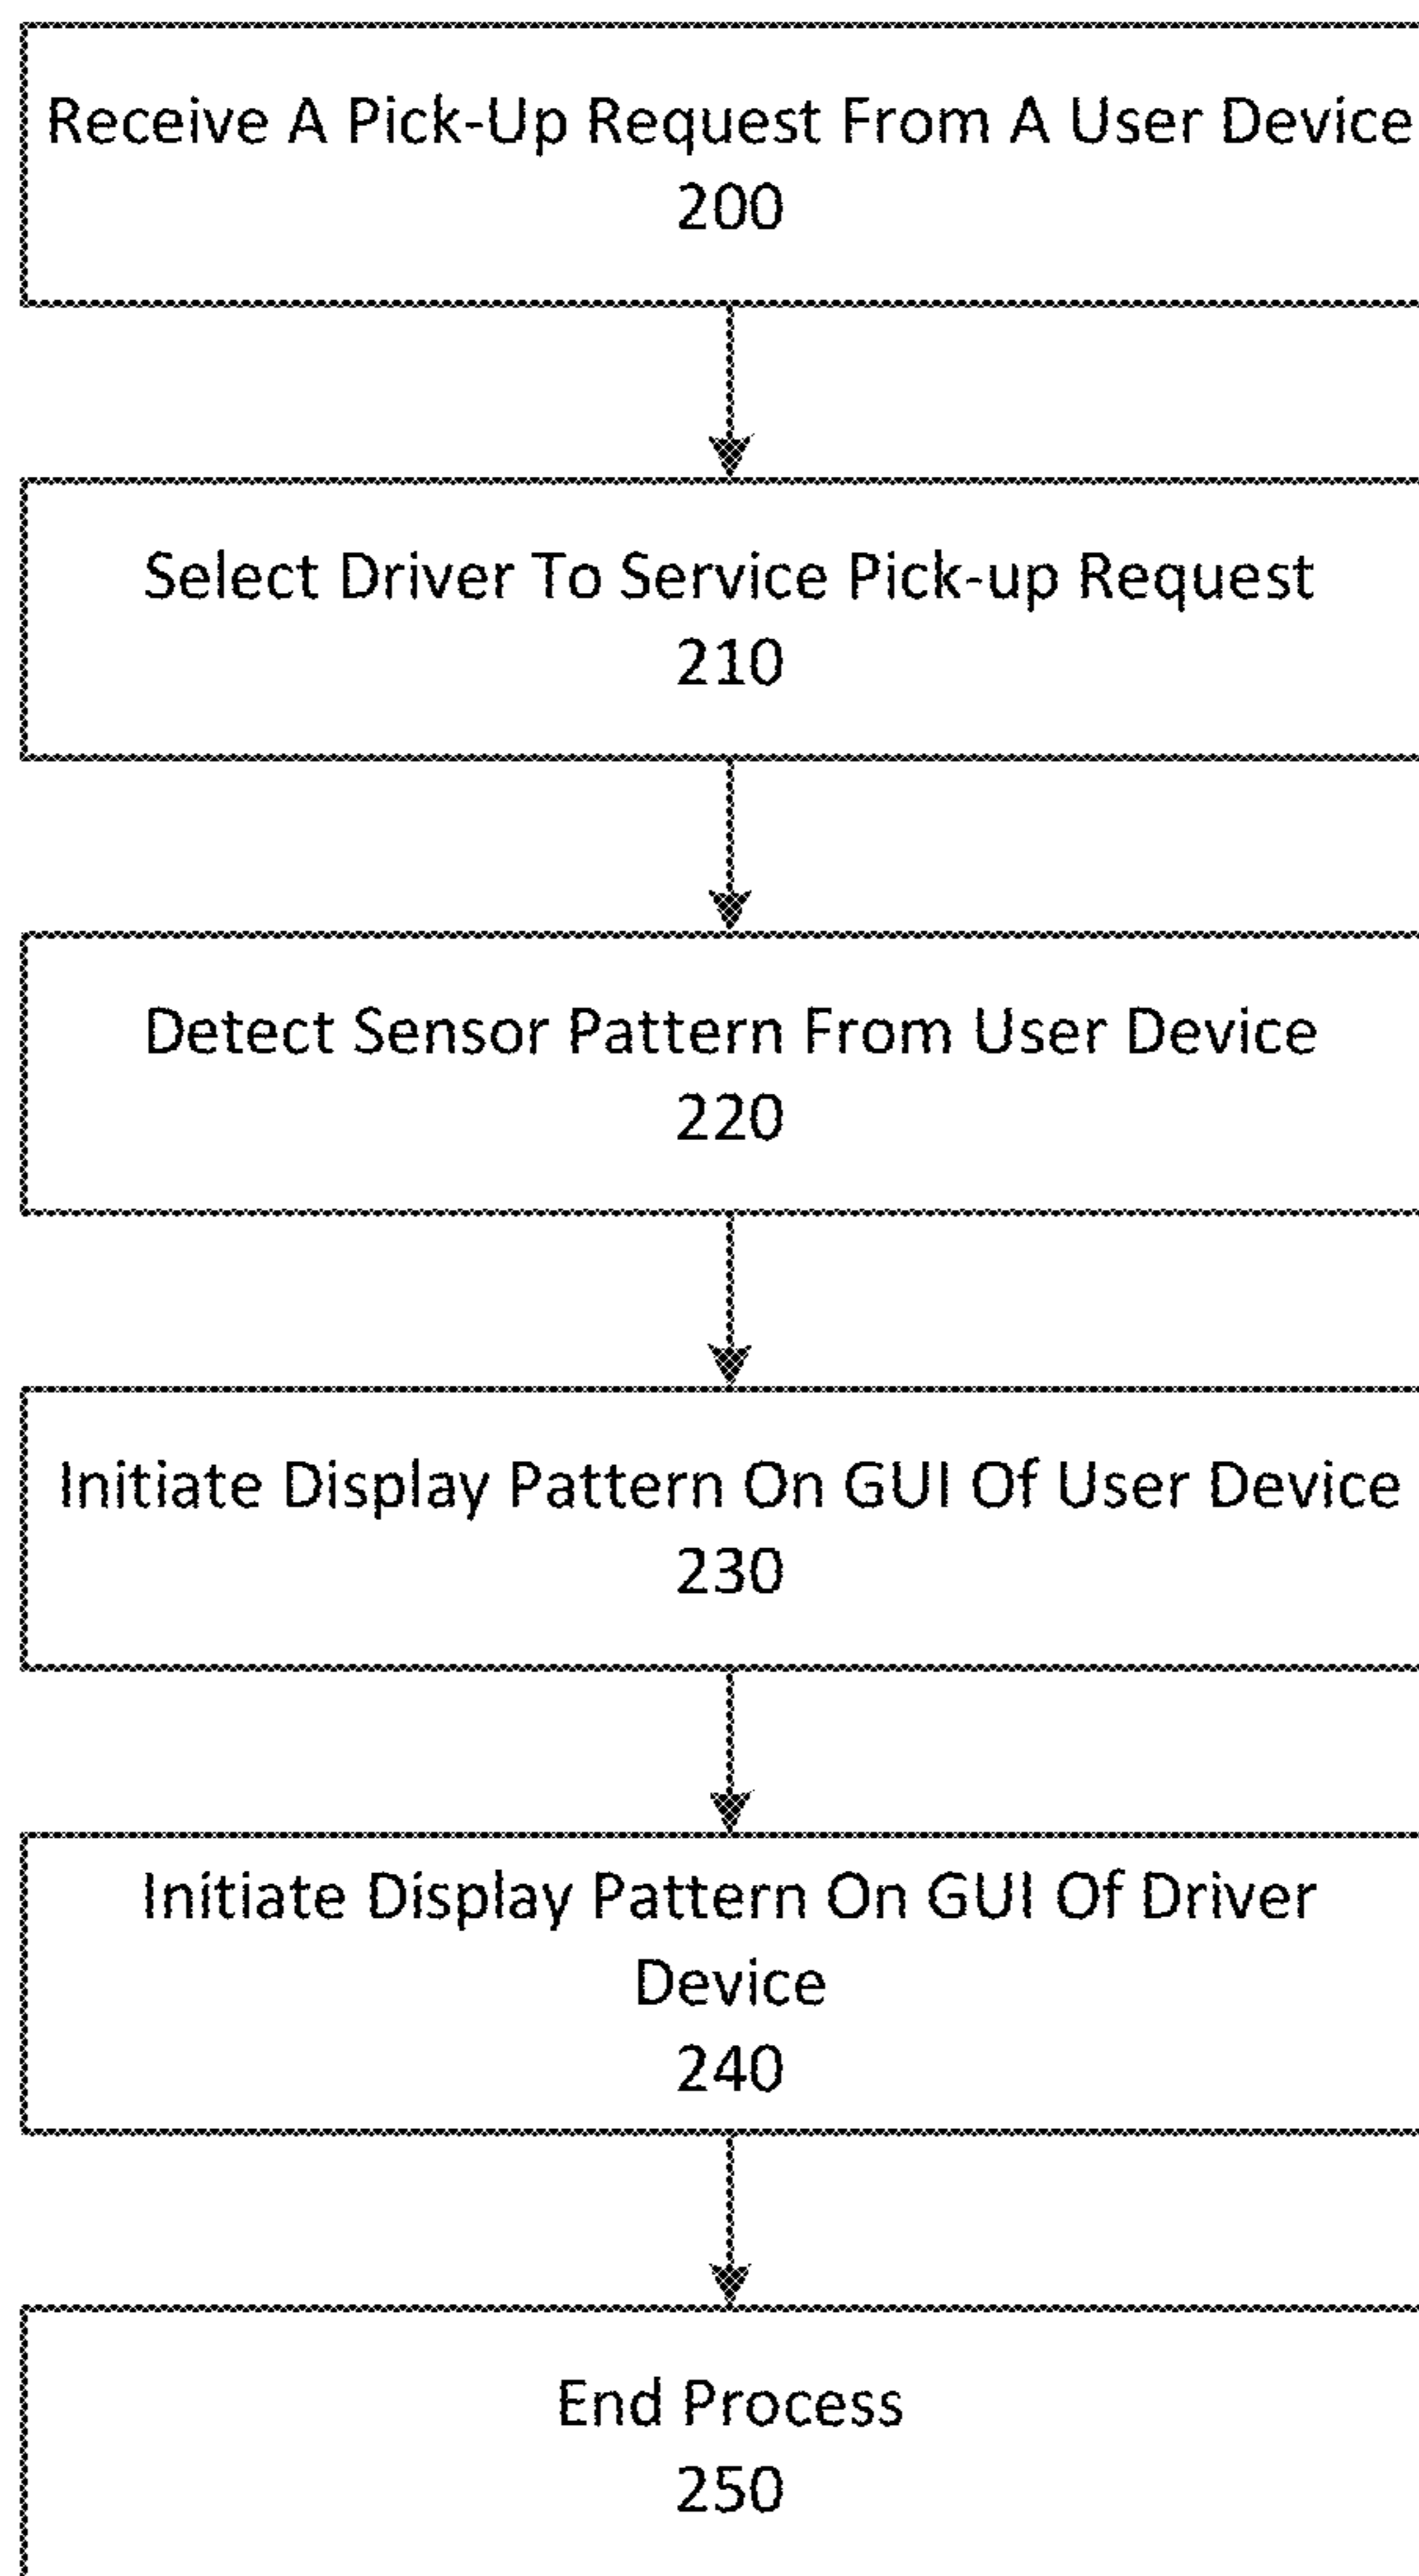 Receive A Pick-Up Request From A User Device
200
Select Driver To Service Pick-up Request
210
Detect Sensor Pattern From User Device
220
Initiate Display Pattern On GUI Of User Device
230
Initiate Display Pattern On GUI Of Driver
Device
240
End Process
250